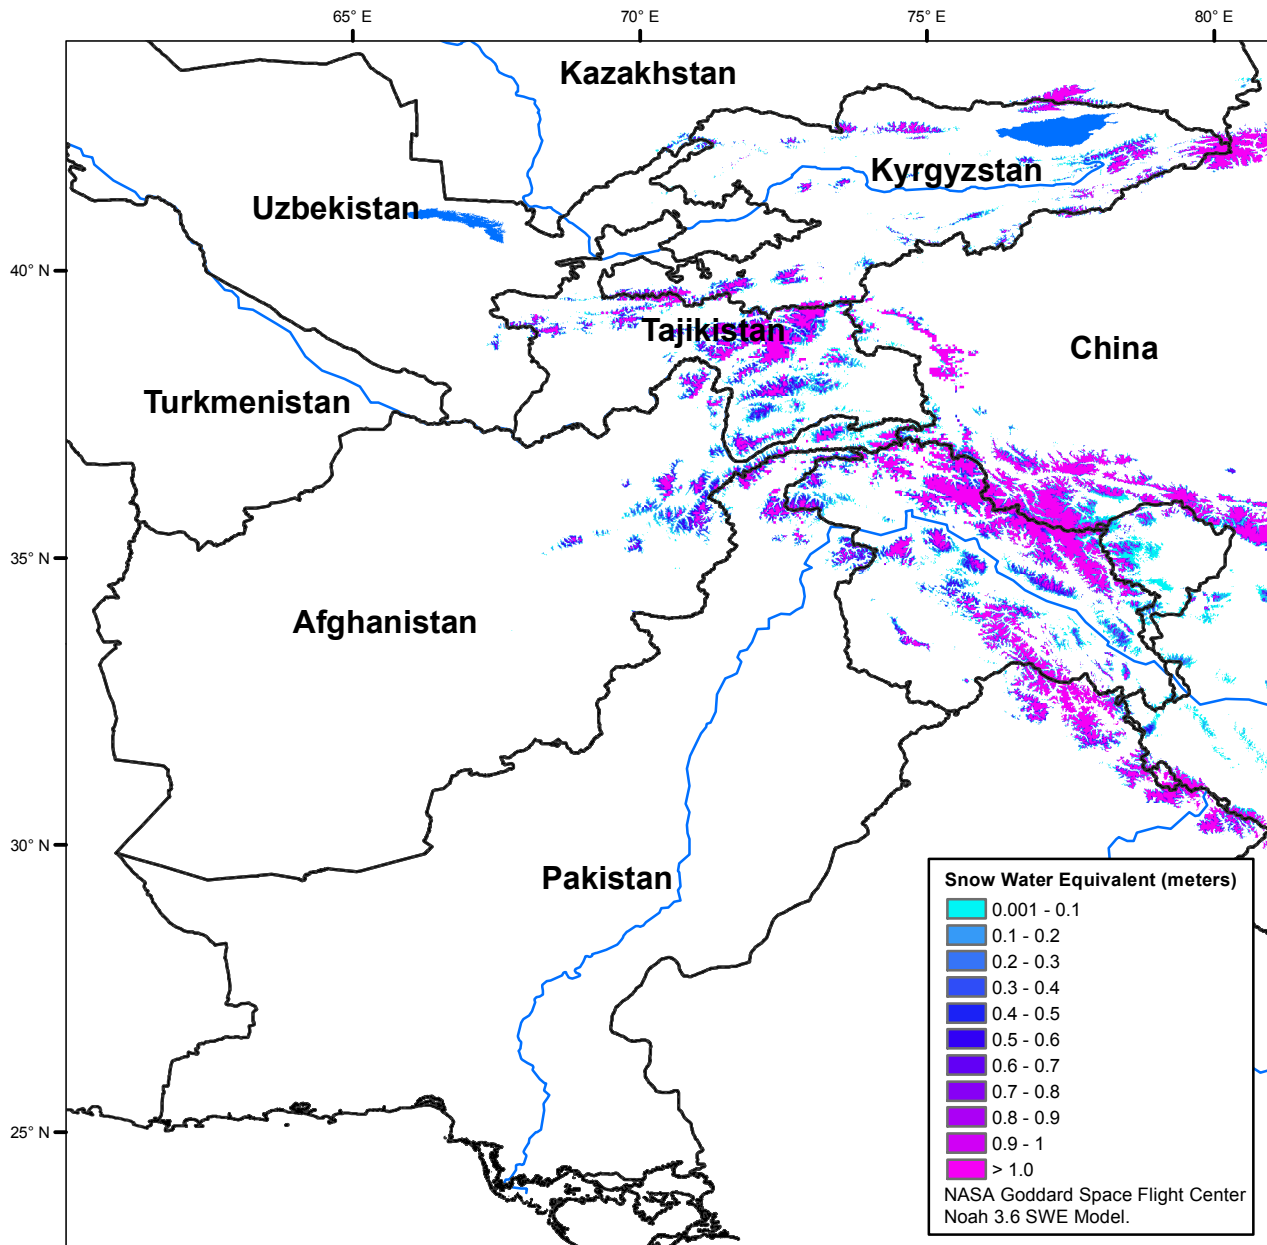 65° E
70° E
75° E
80° E
Kazakhstan
Kyrgyzstan
Uzbekistan
40° N
Tajikistan
China
Turkmenistan
35° N
Afghanistan
30° N
Pakistan
Snow Water Equivalent (meters)
0.001 - 0.1
0.1 - 0.2
0.2 - 0.3
0.3 - 0.4
0.4 - 0.5
0.5 - 0.6
0.6 - 0.7
0.7 - 0.8
0.8 - 0.9
0.9 - 1
> 1.0
NASA Goddard Space Flight Center
Noah 3.6 SWE Model.
25° N